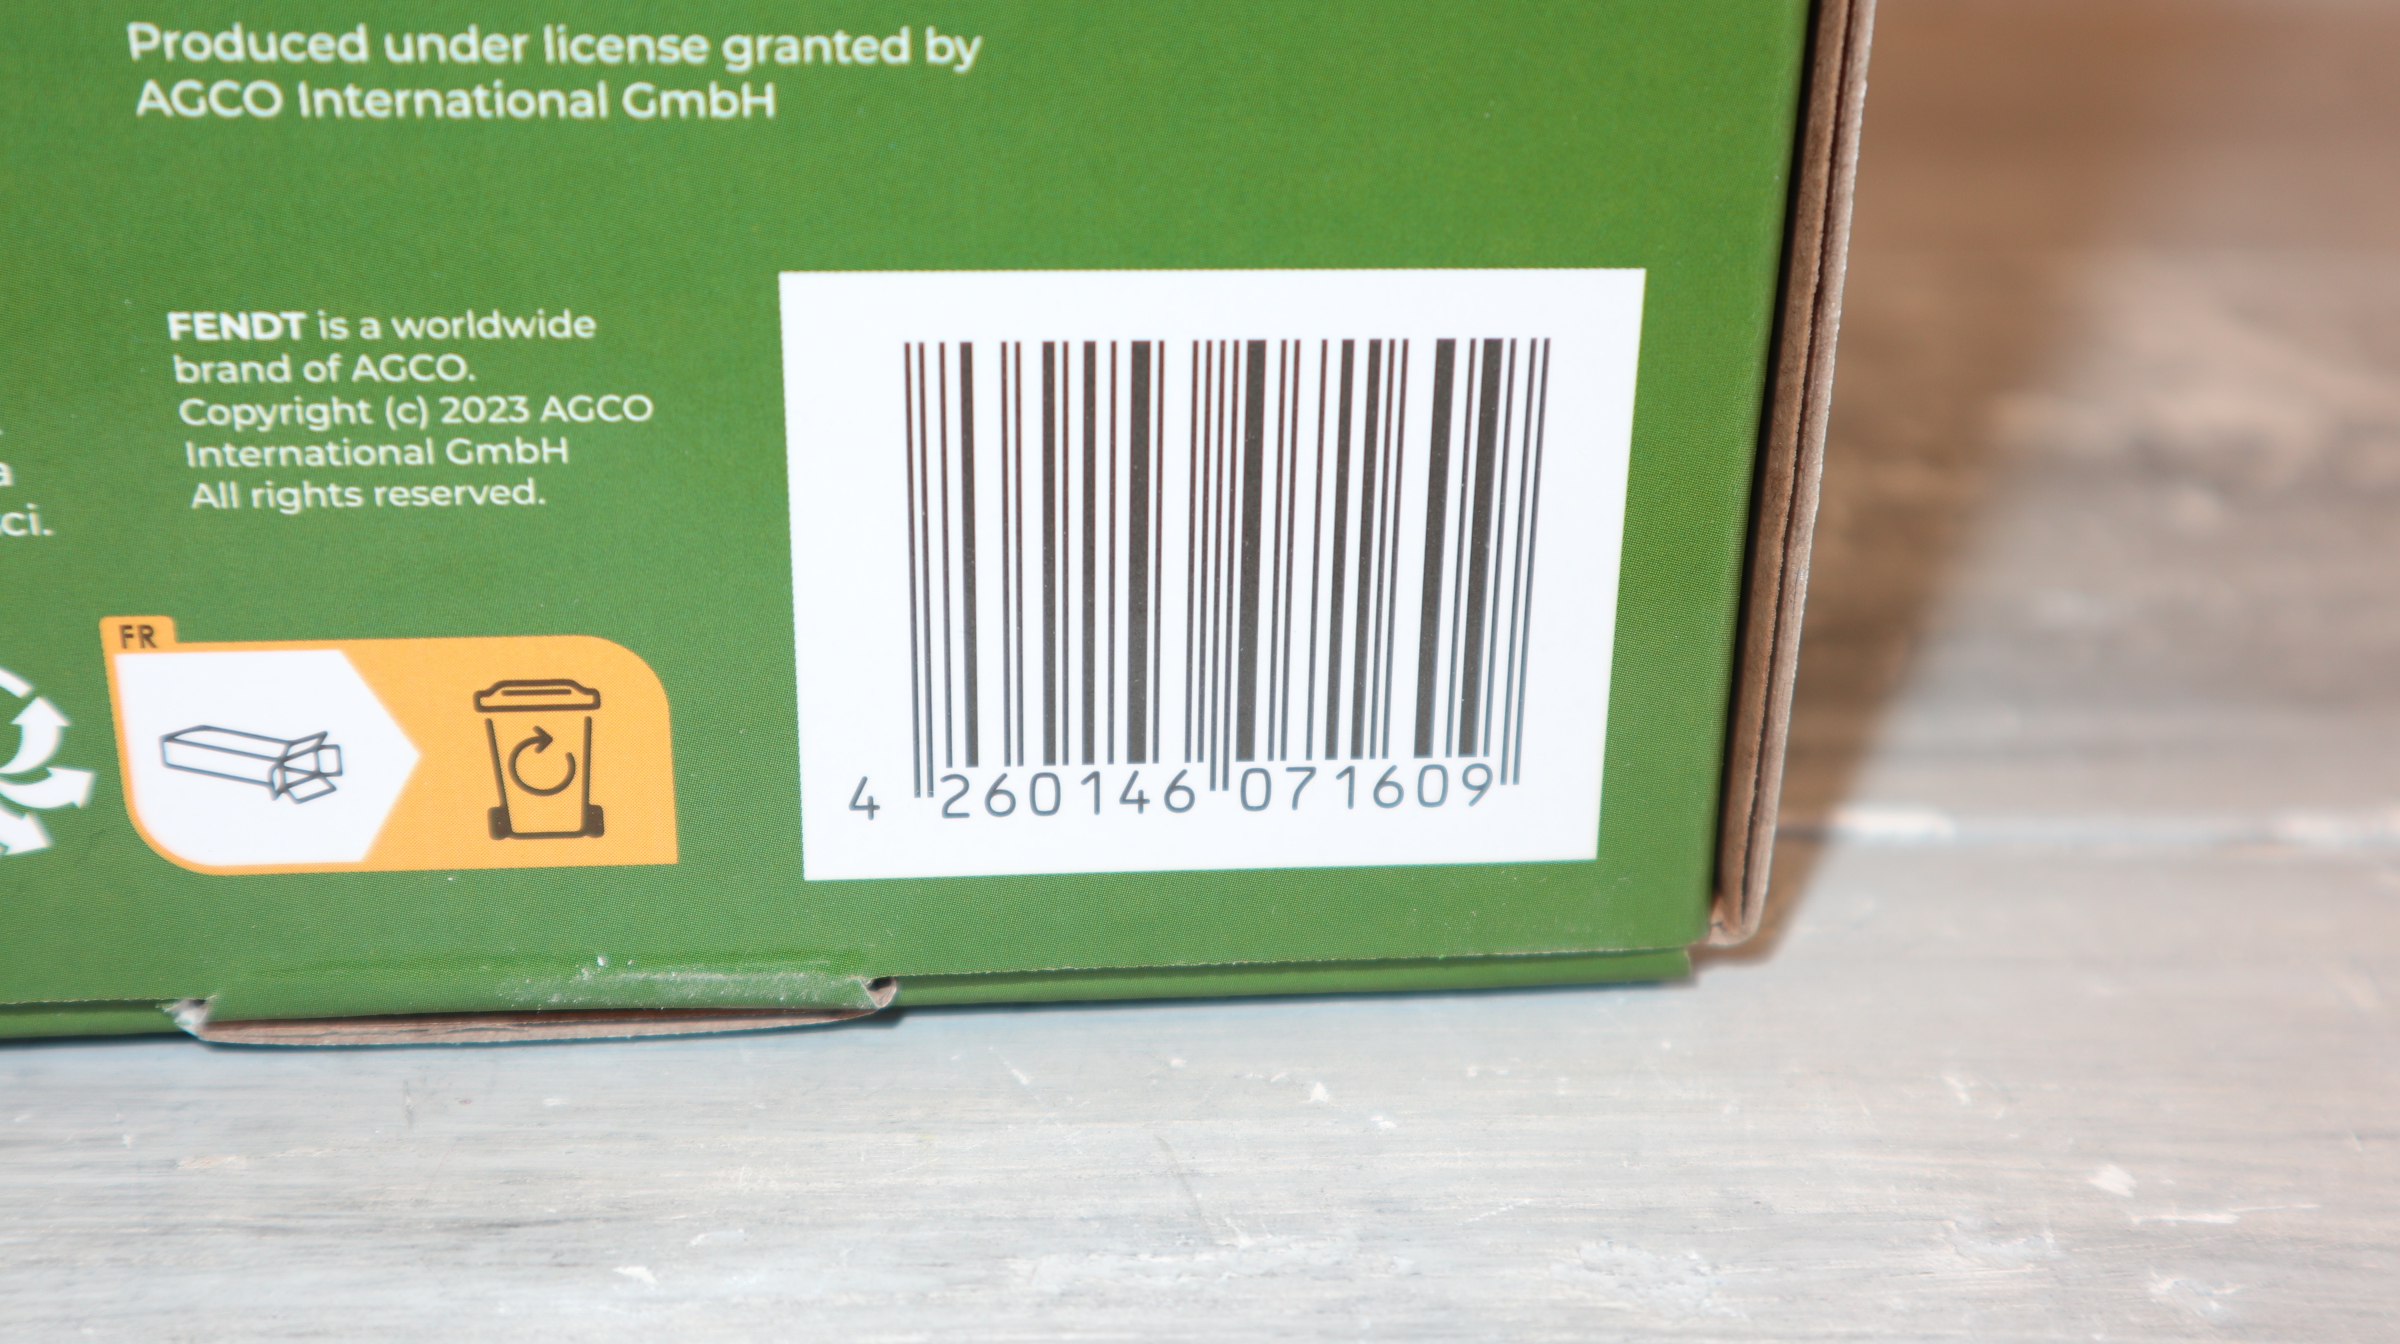 Produced under license granted by
AGCO International GmbH
FENDT is a worldwide
brand of AGCO.
Copyright (c) 2023 AGCO
International GmbH
All rights reserved.
FR
4 260146 071609